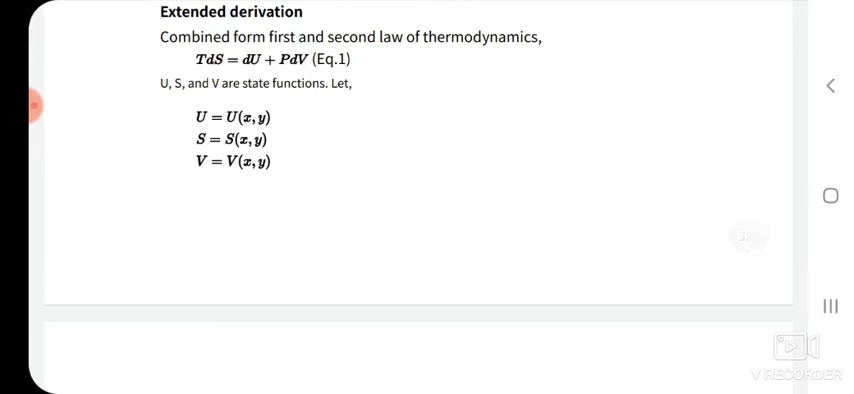 Extended derivation
Combined form first and second law of thermodynamics,
TdS = dU + PdV (Eq.1)
U, S, and V are state functions. Let,
U = U(x, y)
S = S(x, y)
V = V(x, y)
V RECORDER